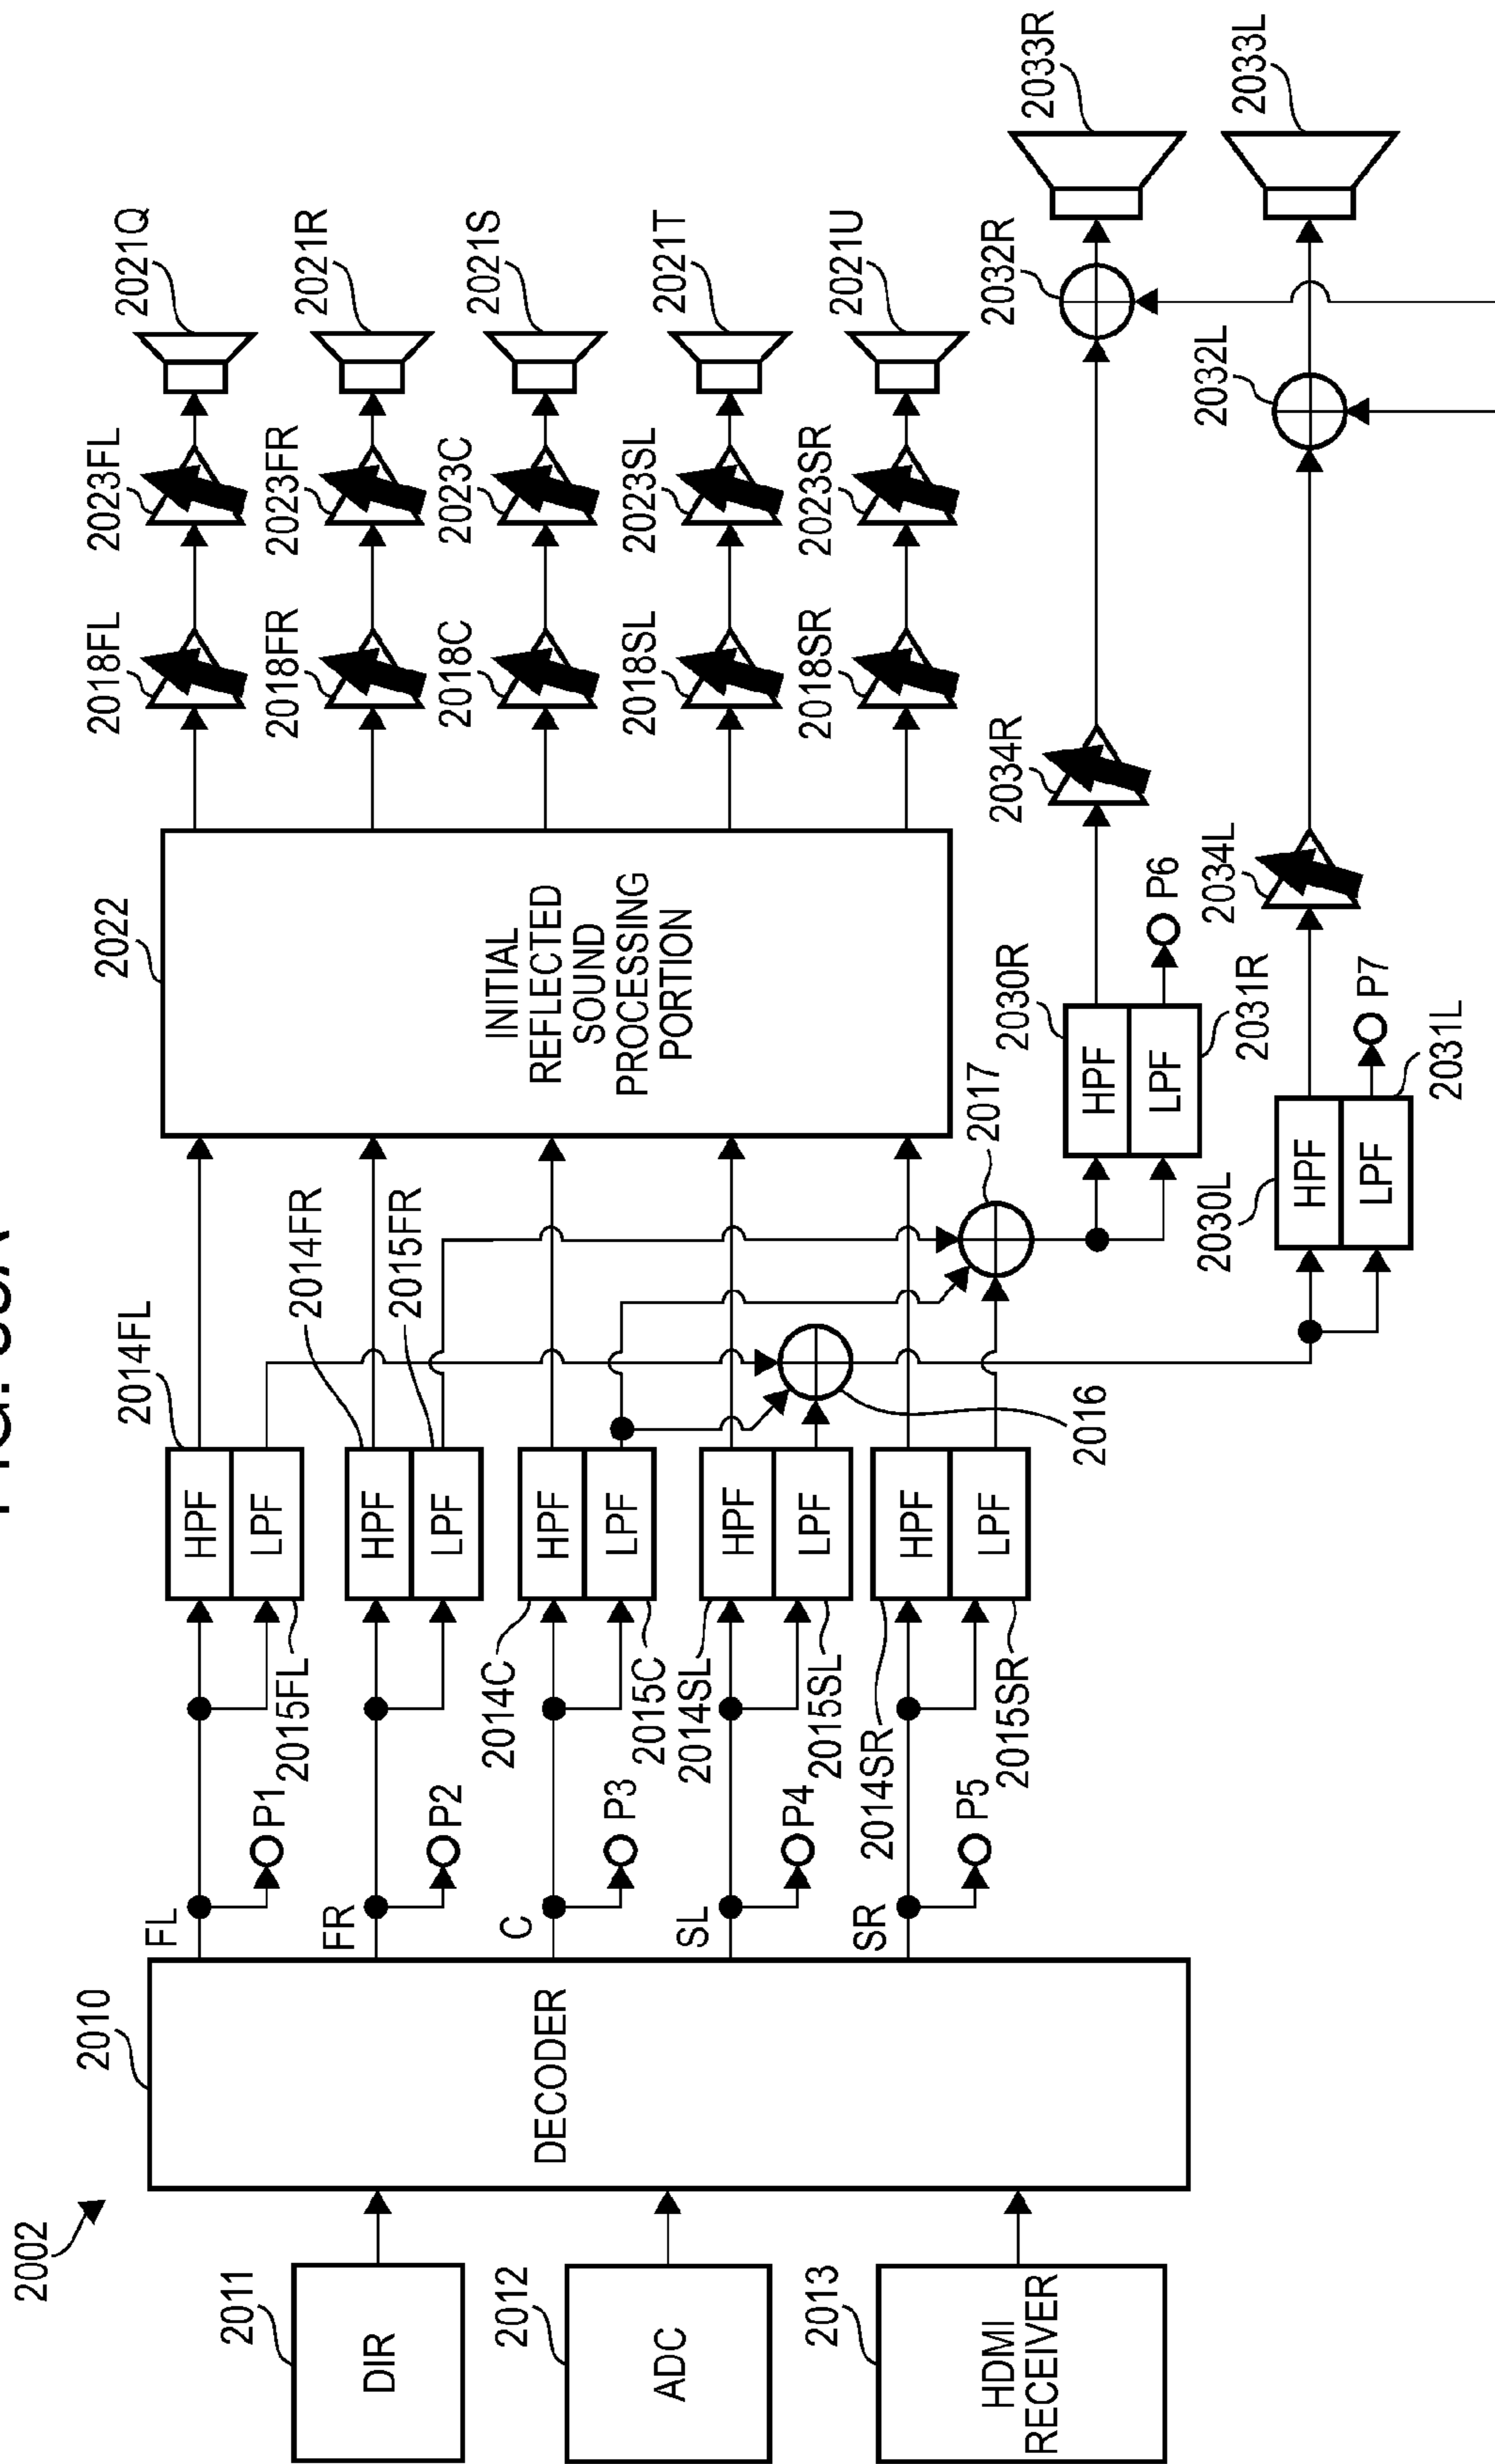 2002
2011
DIR
2012
ADC
2013
HDMI
RECEIVER
2010
DECODER
FL
FR
C
SL
SR
P1
P2
P3
P4
P5
2014FL
HPF
LPF
2015FL
2014FR
HPF
LPF
2015FR
2014C
HPF
LPF
2015C
2014SL
HPF
LPF
2015SL
2014SR
HPF
LPF
2015SR
2016
2017
2022
INITIAL
REFLECTED
SOUND
PROCESSING
PORTION
2018FL
2018FR
2018C
2018SL
2018SR
2023FL
2023FR
2023C
2023SL
2023SR
2021Q
2021R
2021S
2021T
2021U
2030R
HPF
LPF
2031R
P6
2034R
2032R
2033R
2030L
HPF
LPF
2031L
P7
2034L
2032L
2033L